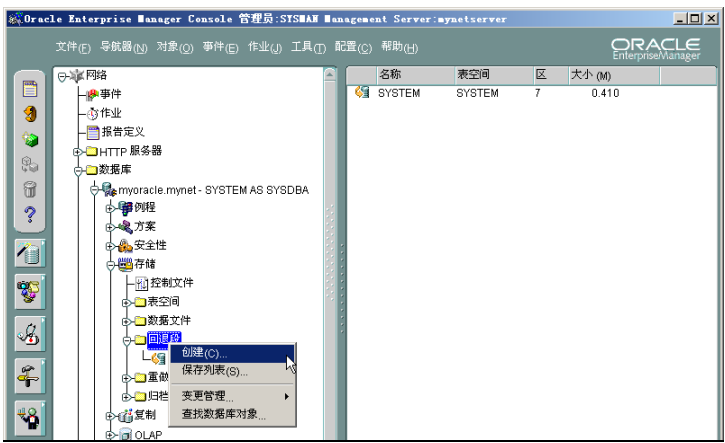 Oracle Enterprise Manager Console 管理员:SYSMAN Management Server:mynetserver
文件(F) 导航器(N) 对象(O) 事件(E) 作业(J) 工具(T) 配置(C) 帮助(H)
ORACLE
EnterpriseManager
网络
事件
作业
报告定义
HTTP 服务器
数据库
myoracle.mynet - SYSTEM AS SYSDBA
例程
方案
安全性
存储
控制文件
表空间
数据文件
回退段
重做
归档
复制
OLAP
创建(C)...
保存列表(S)...
变更管理...
查找数据库对象...
名称 表空间 区 大小 (M)
SYSTEM SYSTEM 7 0.410